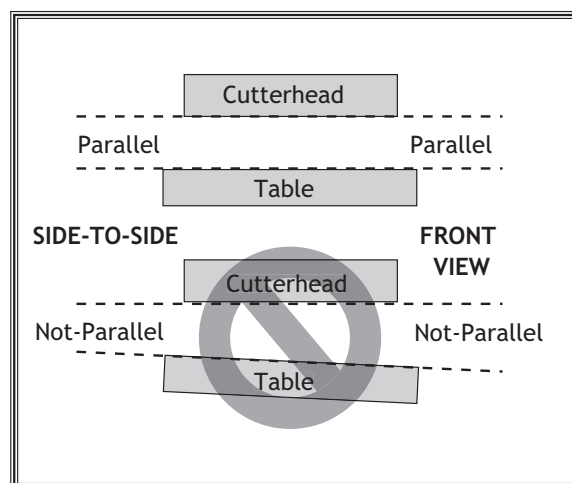 Cutterhead
Parallel Parallel
Table
SIDE-TO-SIDE
FRONT
VIEW
Cutterhead
Not-Parallel Not-Parallel
Table